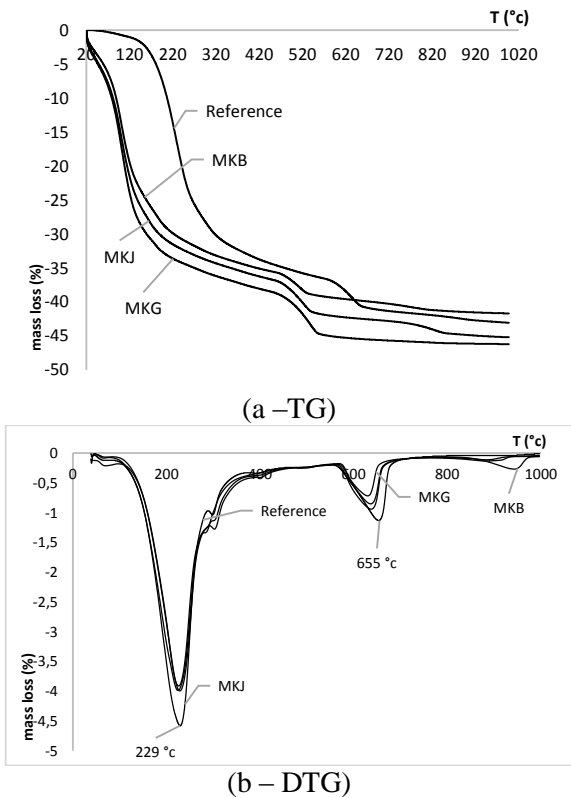 T (°c)
0
20 120 220 320 420 520 620 720 820 920 1020
-5
-10
Reference
-15
-20
MKB
-25
-30
MKJ
-35
MKG
-40
-45
-50
mass loss (%)
(a –TG)
T (°c)
0
0 200 400 600 800 1000
-0,5
MKG
MKB
-1
Reference
-1,5
655 °c
-2
-2,5
-3
-3,5
-4
MKJ
-4,5
229 °c
-5
mass loss (%)
(b – DTG)